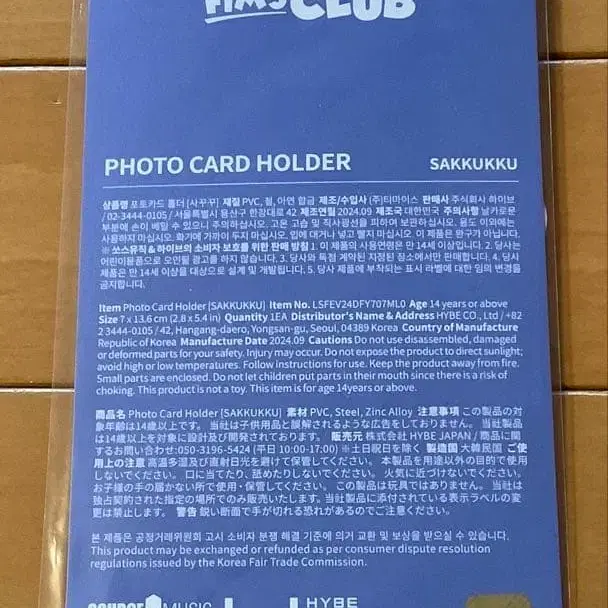 FIMS CLUB
PHOTO CARD HOLDER SAKKUKKU
상품명 포토카드 홀더 [사꾸꾸] 재질 PVC, 철, 아연 합금 제조/수입사 (주)티마이스 판매사 주식회사 하이브
/ 02-3444-0105 / 서울특별시 용산구 한강대로 42 제조연월 2024.09 제조국 대한민국 주의사항 날카로운
부분에 손이 베일 수 있으니 주의하십시오. 고온 고습 및 직사광선을 피하여 보관하십시오. 용도 이외에는
사용하지 마십시오. 화기에 가까이 두지 마십시오. 입에 대거나 넣고 빨지 마십시오. 이 제품은 완구가 아닙니다.
※ 쏘스뮤직 & 하이브의 소비자 보호를 위한 판매 방침 1. 이 제품의 사용연령은 만 14세 이상입니다. 2. 당사는
어린이용품으로 오인될 광고를 하지 않습니다. 3. 당사와 독점 계약된 지정된 장소에서만 판매합니다. 4. 당사
제품은 만 14세 이상을 대상으로 설계 및 개발됩니다. 5. 당사 제품에 부착되는 표시 라벨에 대한 임의 변경을
금지합니다.
Item Photo Card Holder [SAKKUKKU] Item No. LSFEV24DFY707ML0 Age 14 years or above
Size 7 x 13.6 cm (2.8 x 5.4 in) Quantity 1EA Distributor's Name & Address HYBE CO., Ltd / +82
2 3444-0105 / 42, Hangang-daero, Yongsan-gu, Seoul, 04389 Korea Country of Manufacture
Republic of Korea Manufacture Date 2024.09 Cautions Do not use disassembled, damaged
or deformed parts for your safety. Injury may occur. Do not expose the product to direct sunlight;
avoid high or low temperatures. Follow instructions for use. Keep the product away from fire.
Small parts are enclosed. Do not let children put parts in their mouth since there is a risk of
choking. This product is not a toy. This item is for age 14years or above.
商品名 Photo Card Holder [SAKKUKKU] 素材 PVC, Steel, Zinc Alloy 注意事項 この製品の対
象年齢は14歳以上です。 当社は子供用品と誤解されるような広告をしておりません。 当社製品
は14歳以上を対象に設計及び開発されております。 販売元 株式会社 HYBE JAPAN / 商品に関す
るお問い合わせ:050-3196-5424 (平日 10:00-17:00) ※土日祝日を除く 製造国 大韓民国 ご使
用上の注意 高温多湿及び直射日光を避けて保管してください。 本製品を用途以外の目的で使用
しないでください。 口に当てたり、舐めたりしないでください。 火気に近づけないでください。
お子様の手の届かない所で使用・保管してください。 この製品は玩具ではありません。 当社は
独占契約された指定の場所でのみ販売いたします。当社製品に添付されている表示ラベルの変
更は禁止します。 警告 鋭い断面で手が切れる恐れがあるのでご注意ください。
본 제품은 공정거래위원회 고시 소비자 분쟁 해결 기준에 의거 교환 및 보상을 받으실 수 있습니다.
This product may be exchanged or refunded as per consumer dispute resolution
regulations issued by the Korea Fair Trade Commission.
SOURCE MUSIC HYBE